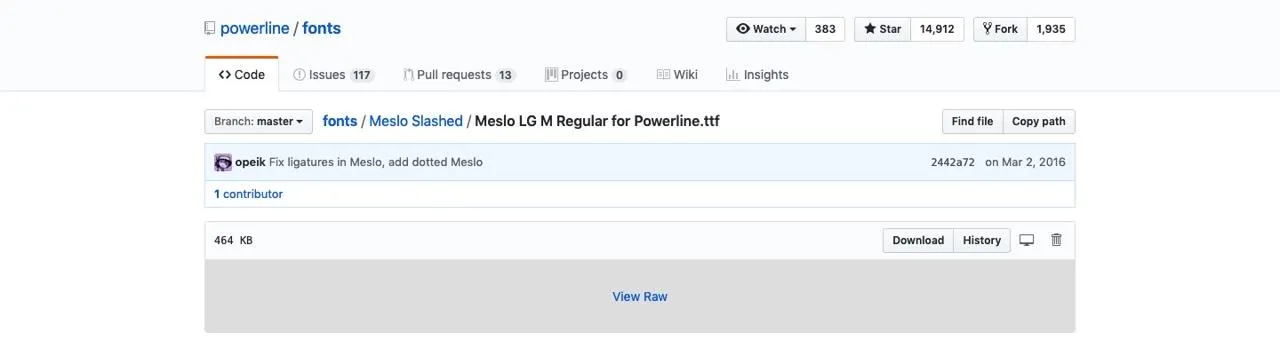 powerline / fonts Watch 383 Star 14,912 Fork 1,935
Code Issues 117 Pull requests 13 Projects 0 Wiki Insights
Branch: master fonts / Meslo Slashed / Meslo LG M Regular for Powerline.ttf Find file Copy path
opeik Fix ligatures in Meslo, add dotted Meslo 2442a72 on Mar 2, 2016
1 contributor
464 KB Download History
View Raw